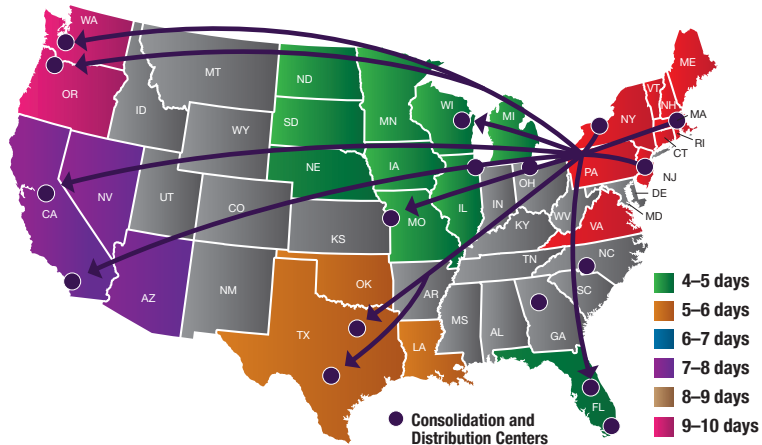 WA
ME
MT
ND
VT
NH
OR
MN
WI
MI
NY
MA
ID
SD
RI
WY
CT
IA
PA
NE
NJ
NV
OH
DE
IL
IN
UT
CA
CO
WV
MD
MO
VA
KS
KY
NC
TN
OK
AZ
NM
AR
SC
TX
MS
AL
GA
LA
FL
4–5 days
5–6 days
6–7 days
7–8 days
8–9 days
9–10 days
Consolidation and
Distribution Centers